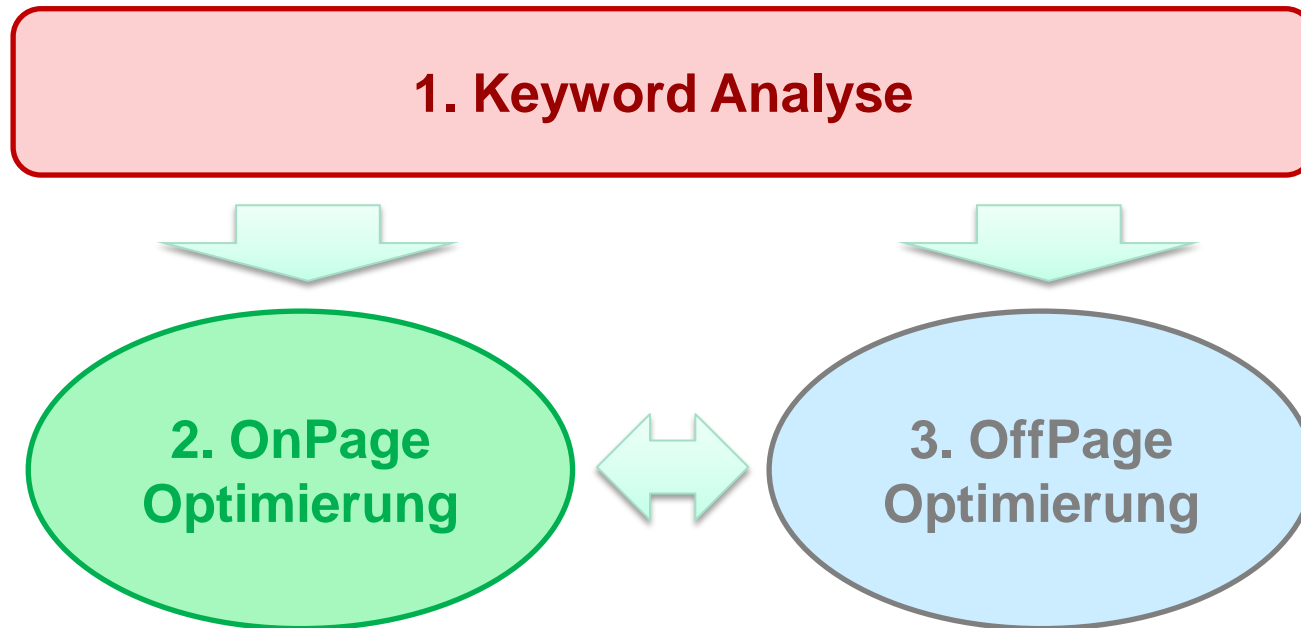 1. Keyword Analyse
2. OnPage
Optimierung
3. OffPage
Optimierung